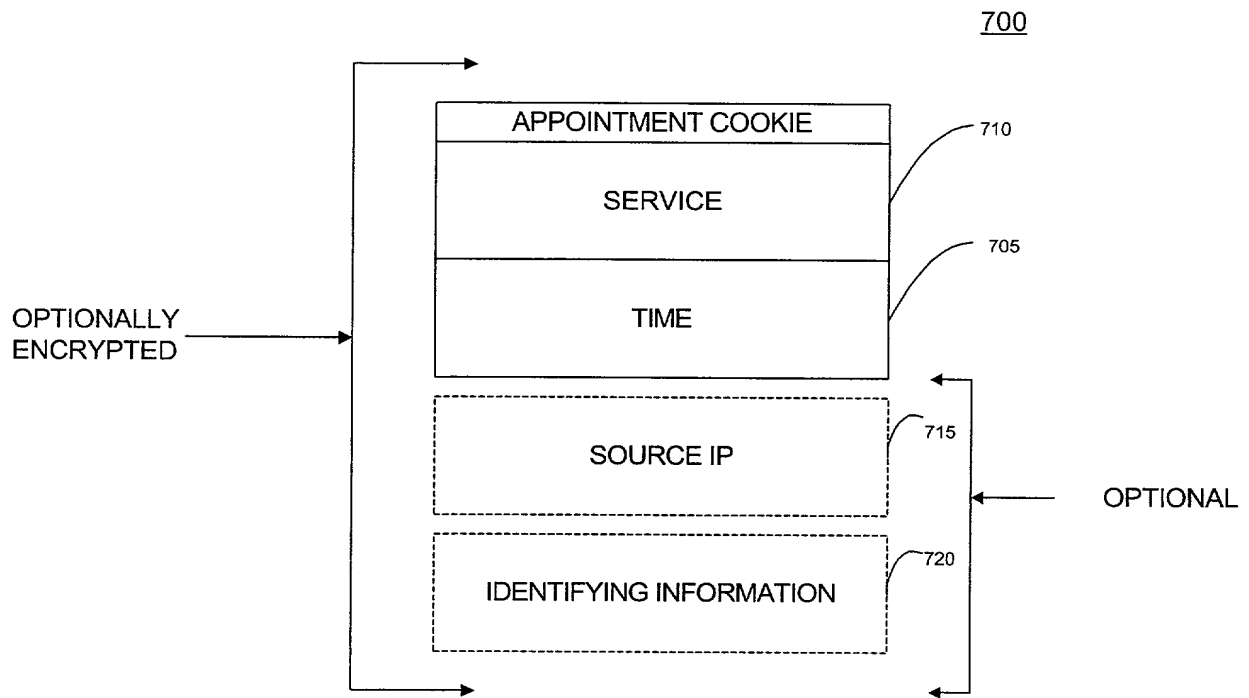 700
APPOINTMENT COOKIE
710
SERVICE
705
TIME
OPTIONALLY
ENCRYPTED
SOURCE IP
715
OPTIONAL
IDENTIFYING INFORMATION
720